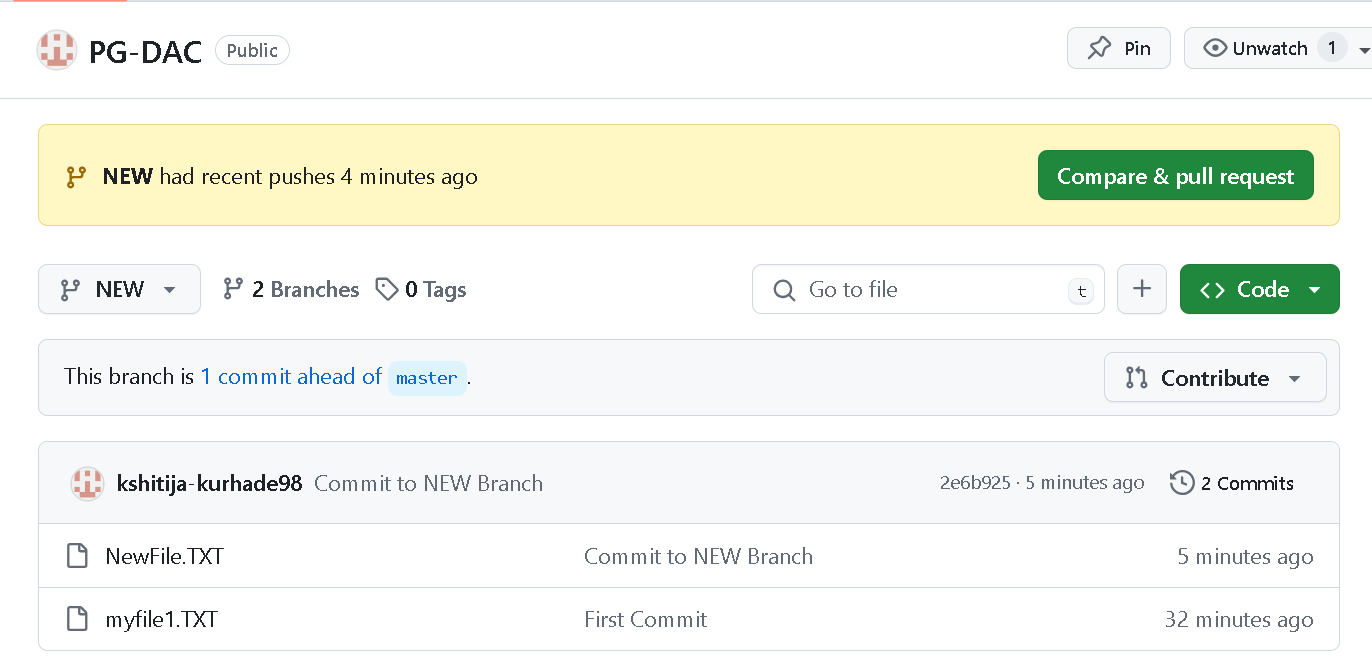 PG-DAC Public Pin Unwatch 1
NEW had recent pushes 4 minutes ago Compare & pull request
NEW 2 Branches 0 Tags Go to file t + <> Code
This branch is 1 commit ahead of master . Contribute
kshitija-kurhade98 Commit to NEW Branch 2e6b925 · 5 minutes ago 2 Commits
NewFile.TXT Commit to NEW Branch 5 minutes ago
myfile1.TXT First Commit 32 minutes ago